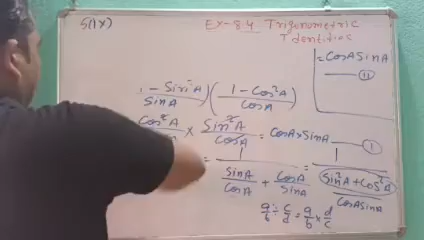 5(ix)
Ex-8.4 Trigonometric
Identities
= CosA SinA
—(ii)
1 - Sin²A / SinA) (1 - Cos²A / CosA)
Cos²A × Sin²A / CosA = CosA × SinA —(i)
= 1 / (SinA / CosA + CosA / SinA) = 1 / (Sin²A + Cos²A / CosA SinA)
a/b ÷ c/d = a/b × d/c